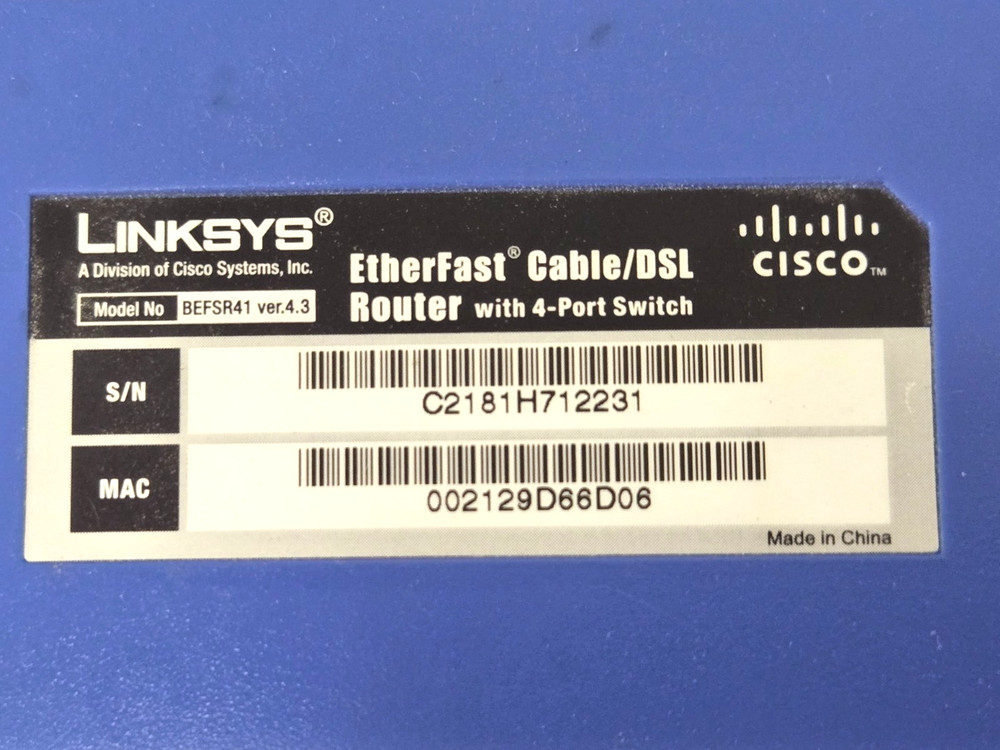 LINKSYS®
A Division of Cisco Systems, Inc.
Model No BEFSR41 ver.4.3
EtherFast® Cable/DSL
Router with 4-Port Switch
CISCO™
S/N
C2181H712231
MAC
002129D66D06
Made in China